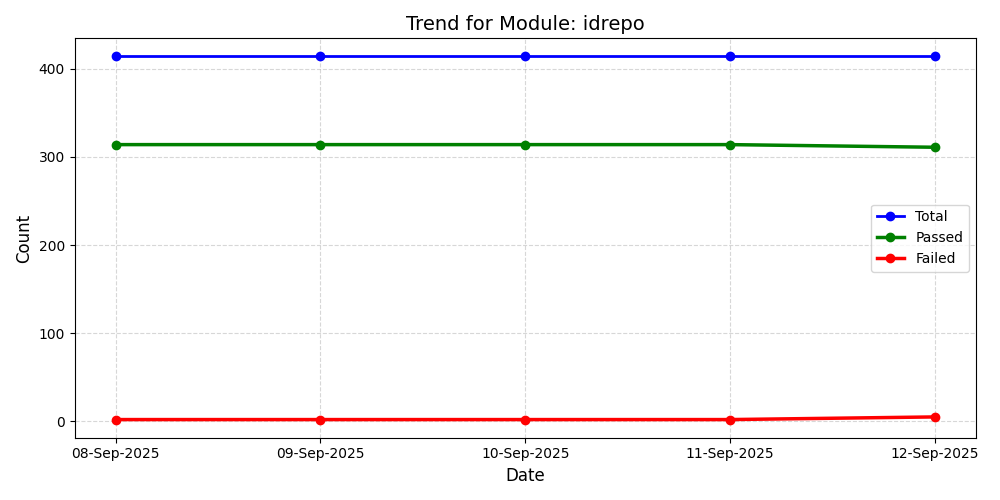 Trend for Module: idrepo
Count
400
300
200
100
0
Total
Passed
Failed
08-Sep-2025
09-Sep-2025
10-Sep-2025
11-Sep-2025
12-Sep-2025
Date